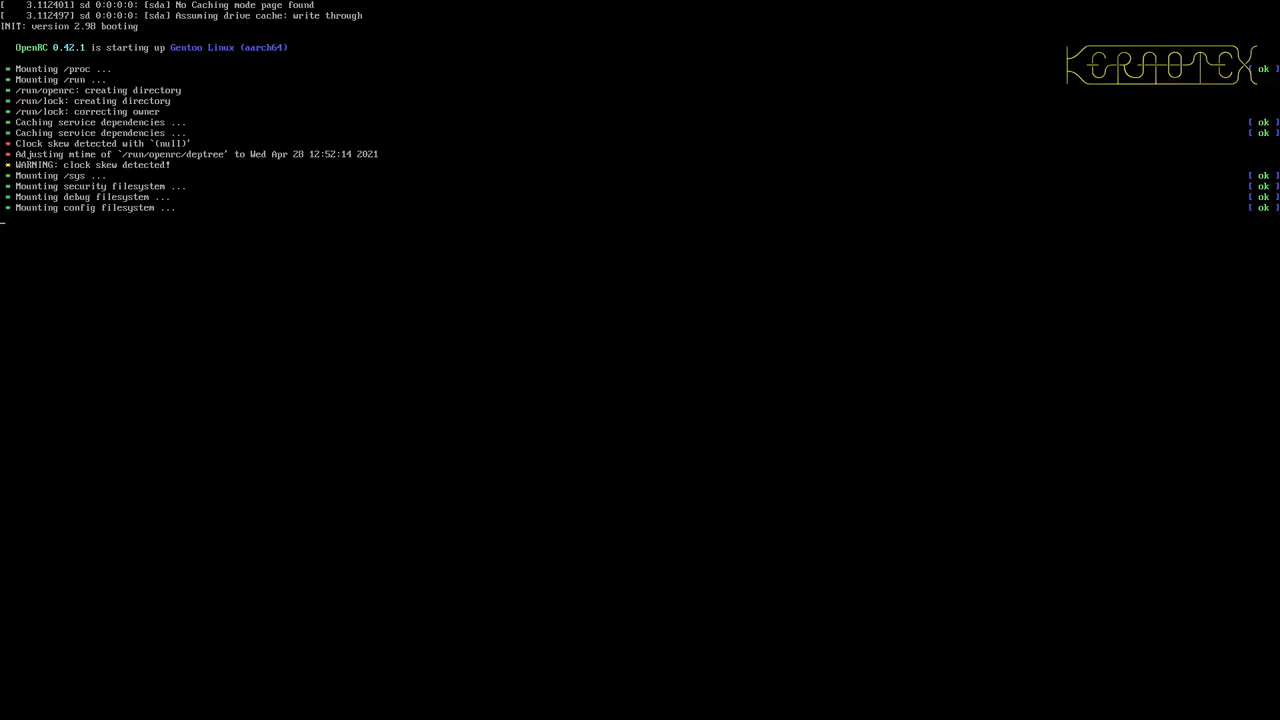 [    3.112401] sd 0:0:0:0: [sda] No Caching mode page found
[    3.112497] sd 0:0:0:0: [sda] Assuming drive cache: write through
INIT: version 2.98 booting
OpenRC 0.42.1 is starting up Gentoo Linux (aarch64)
* Mounting /proc ... [ ok ]
* Mounting /run ...
* /run/openrc: creating directory
* /run/lock: creating directory
* /run/lock: correcting owner
* Caching service dependencies ... [ ok ]
* Caching service dependencies ... [ ok ]
* Clock skew detected with `(null)'
* Adjusting mtime of `/run/openrc/deptree' to Wed Apr 28 12:52:14 2021
* WARNING: clock skew detected!
* Mounting /sys ... [ ok ]
* Mounting security filesystem ... [ ok ]
* Mounting debug filesystem ... [ ok ]
* Mounting config filesystem ... [ ok ]